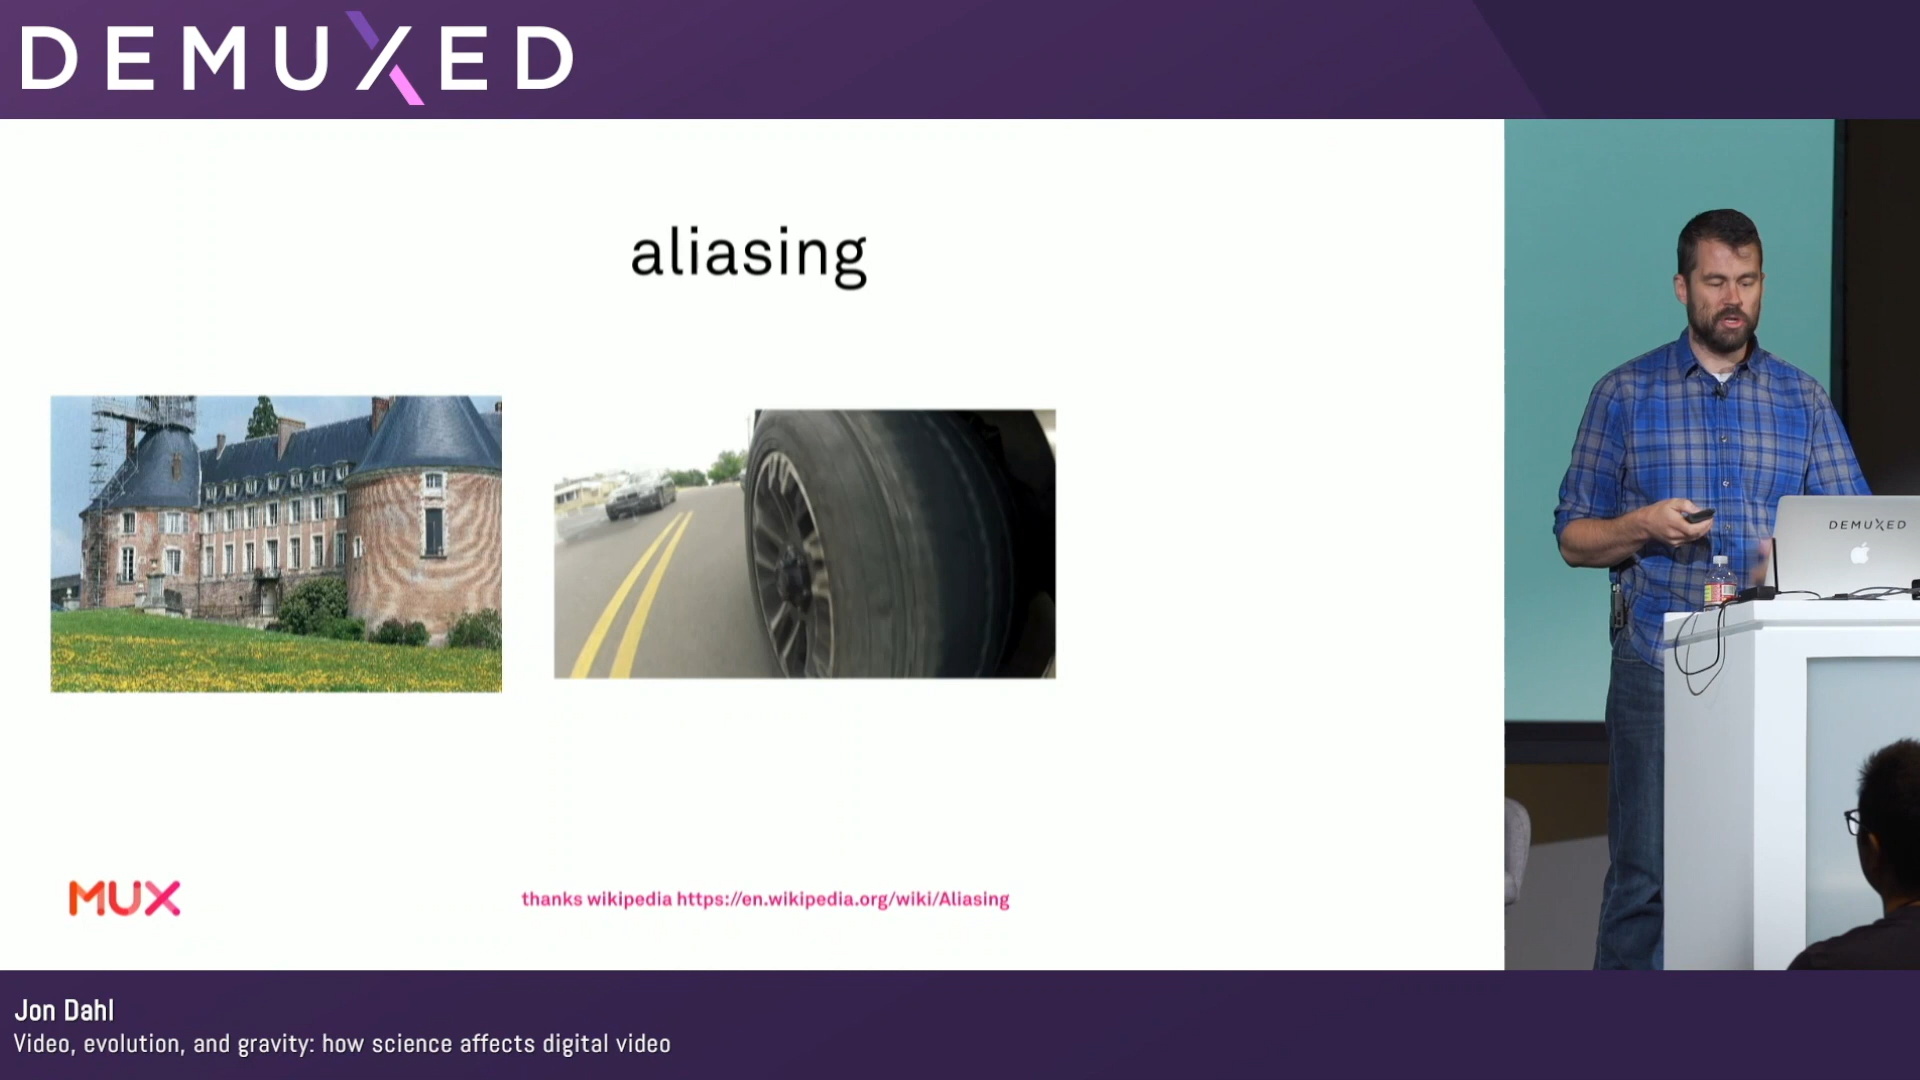 DEMUXED
aliasing
DEMUXED
MUX
thanks wikipedia https://en.wikipedia.org/wiki/Aliasing
Jon Dahl
Video, evolution, and gravity: how science affects digital video